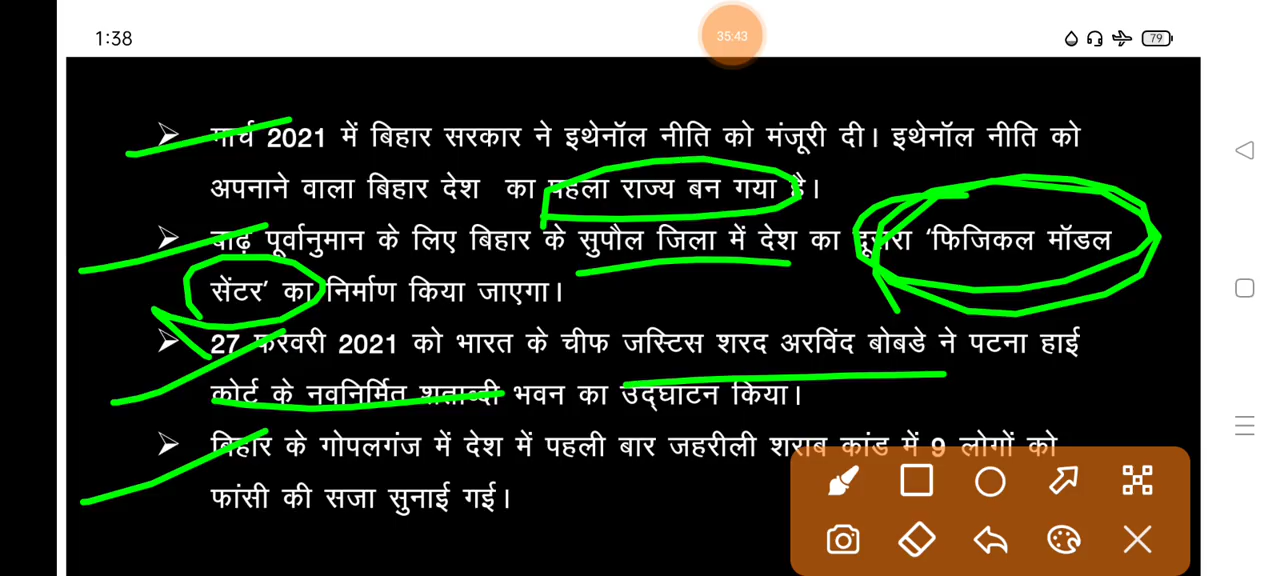 1:38
35:43
79
➢ मार्च 2021 में बिहार सरकार ने इथेनॉल नीति को मंजूरी दी। इथेनॉल नीति को
अपनाने वाला बिहार देश का पहला राज्य बन गया है।
➢ बाढ़ पूर्वानुमान के लिए बिहार के सुपौल जिला में देश का दूसरा 'फिजिकल मॉडल
सेंटर' का निर्माण किया जाएगा।
➢ 27 फरवरी 2021 को भारत के चीफ जस्टिस शरद अरविंद बोबडे ने पटना हाई
कोर्ट के नवनिर्मित शताब्दी भवन का उद्घाटन किया।
➢ बिहार के गोपलगंज में देश में पहली बार जहरीली शराब कांड में 9 लोगों को
फांसी की सजा सुनाई गई।